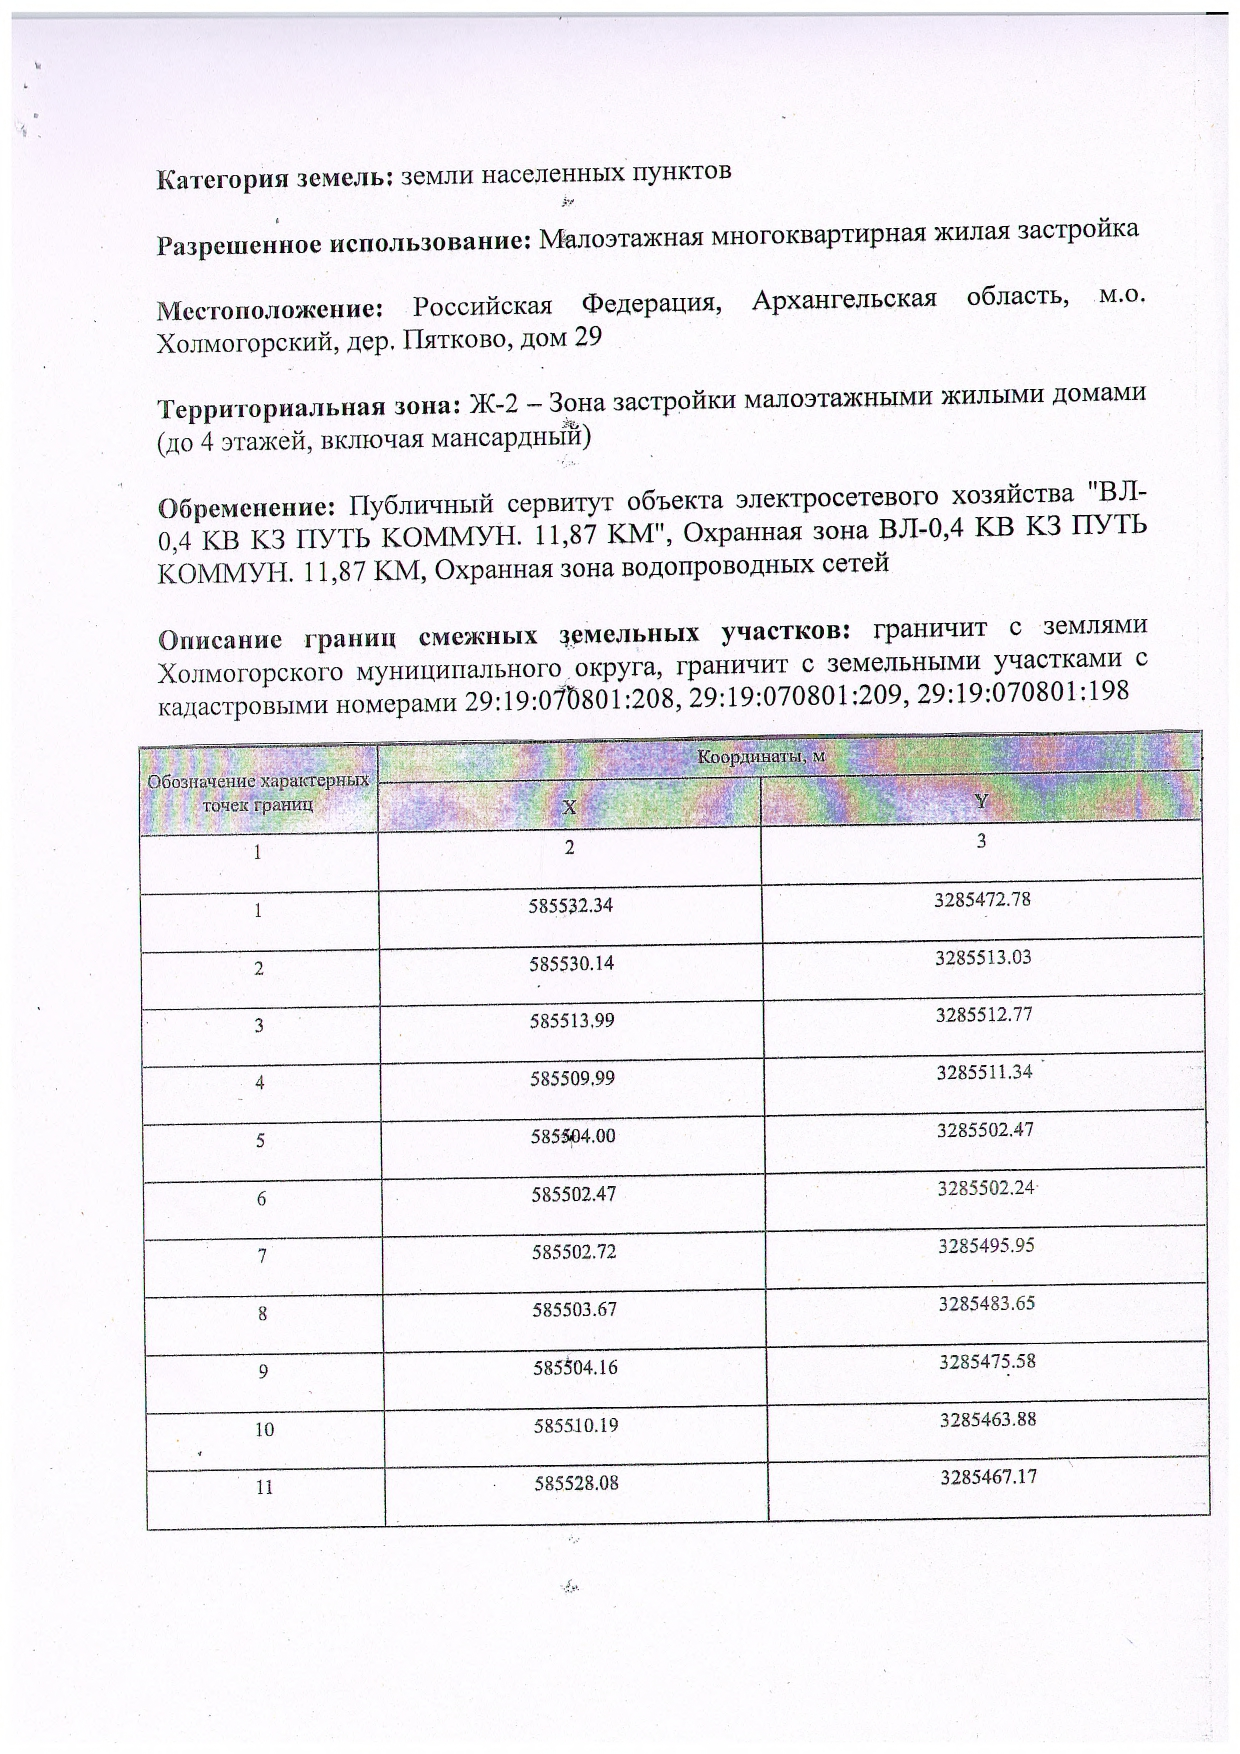 Категория земель: земли населенных пунктов
Разрешенное использование: Малоэтажная многоквартирная жилая застройка
Местоположение: Российская Федерация, Архангельская область, м.о.
Холмогорский, дер. Пятково, дом 29
Территориальная зона: Ж-2 – Зона застройки малоэтажными жилыми домами
(до 4 этажей, включая мансардный)
Обременение: Публичный сервитут объекта электросетевого хозяйства "ВЛ-
0,4 КВ КЗ ПУТЬ КОММУН. 11,87 КМ", Охранная зона ВЛ-0,4 КВ КЗ ПУТЬ
КОММУН. 11,87 КМ, Охранная зона водопроводных сетей
Описание границ смежных земельных участков: граничит с землями
Холмогорского муниципального округа, граничит с земельными участками с
кадастровыми номерами 29:19:070801:208, 29:19:070801:209, 29:19:070801:198
Обозначение характерных
точек границ
Координаты, м
X Y
1 2 3
1 585532.34 3285472.78
2 585530.14 3285513.03
3 585513.99 3285512.77
4 585509.99 3285511.34
5 585504.00 3285502.47
6 585502.47 3285502.24
7 585502.72 3285495.95
8 585503.67 3285483.65
9 585504.16 3285475.58
10 585510.19 3285463.88
11 585528.08 3285467.17